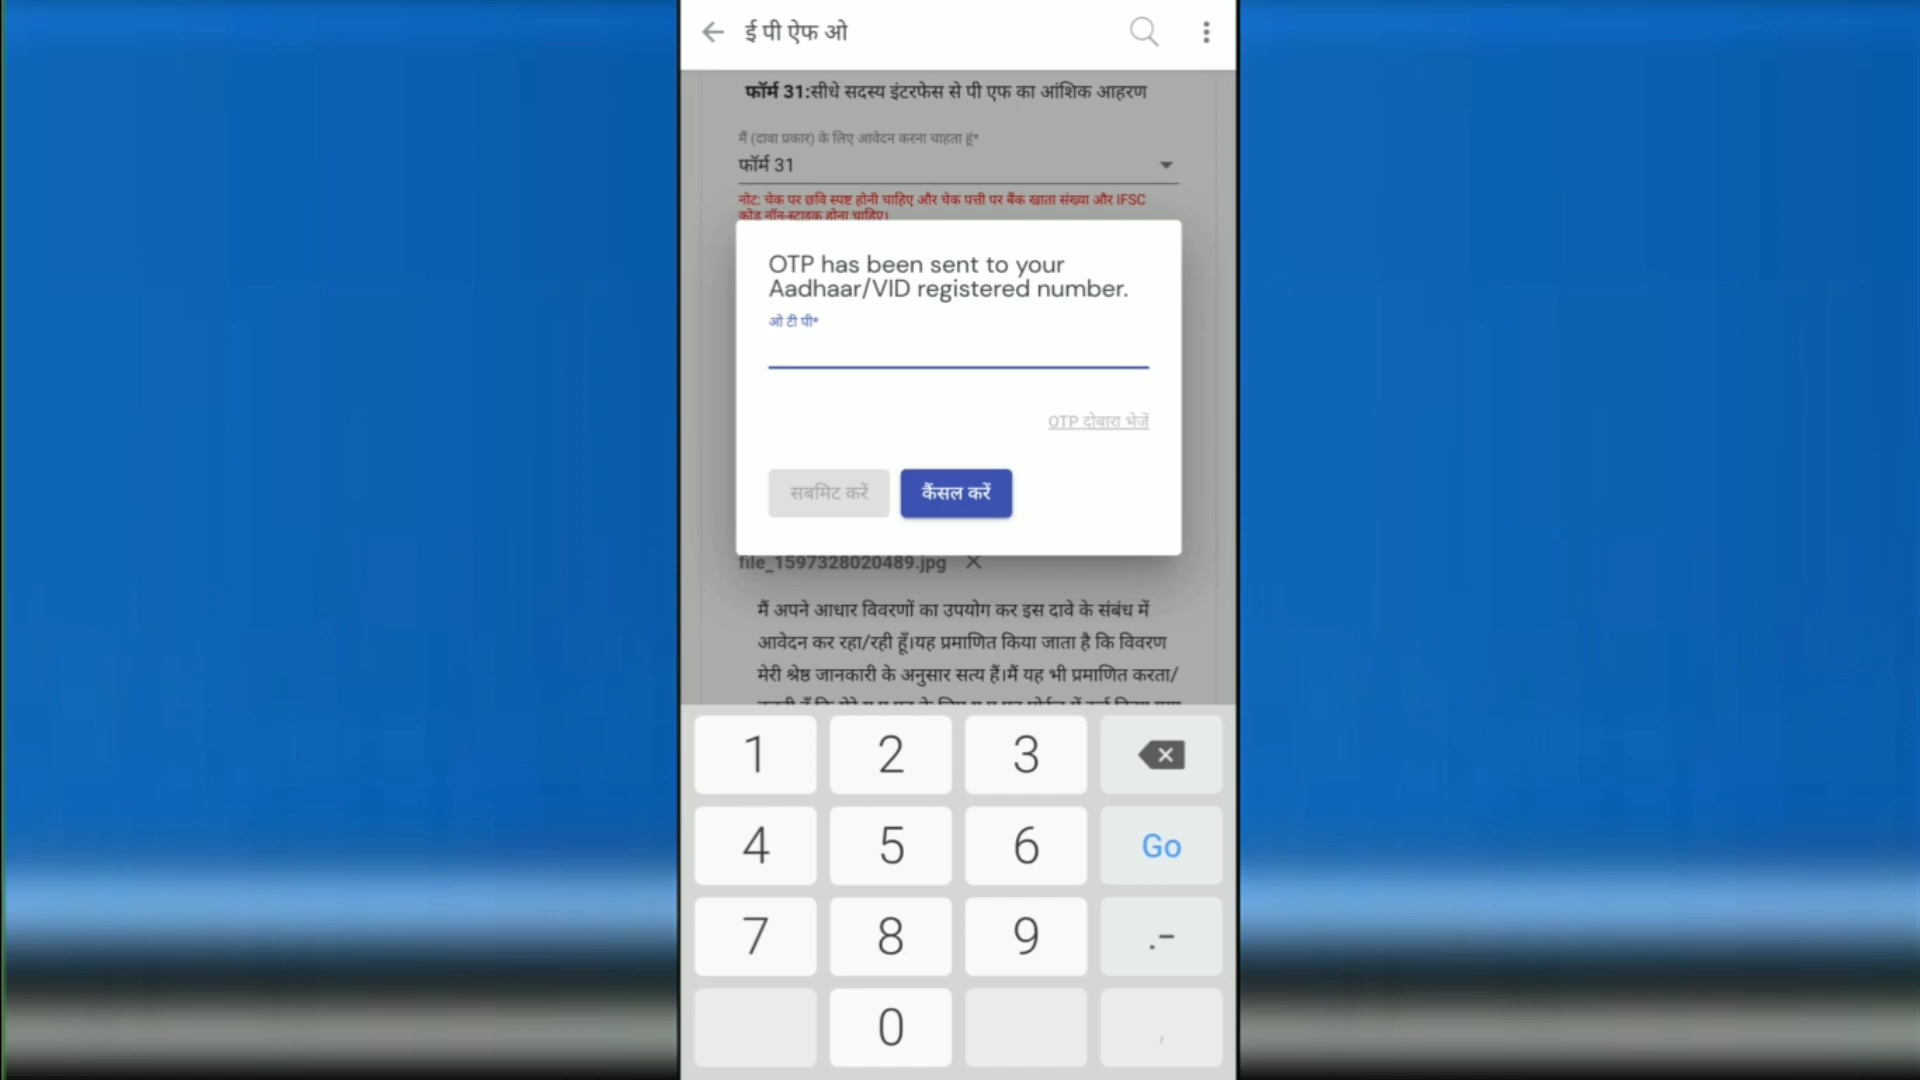 ई पी ऐफ ओ
फॉर्म 31:सीधे सदस्य इंटरफेस से पी एफ का आंशिक आहरण
मैं (दावा प्रकार) के लिए आवेदन करना चाहता हूं*
फॉर्म 31
नोट: चेक पर छवि स्पष्ट होनी चाहिए और चेक पत्ती पर बैंक खाता संख्या और IFSC
कोड नॉन-स्टाइक होना चाहिए।
OTP has been sent to your
Aadhaar/VID registered number.
ओ टी पी*
OTP दोबारा भेजें
सबमिट करें
कैंसल करें
file_1597328020489.jpg
मैं अपने आधार विवरणों का उपयोग कर इस दावे के संबंध में
आवेदन कर रहा/रही हूँ।यह प्रमाणित किया जाता है कि विवरण
मेरी श्रेष्ठ जानकारी के अनुसार सत्य हैं।मैं यह भी प्रमाणित करता/
1 2 3
4 5 6 Go
7 8 9 .-
0 ,